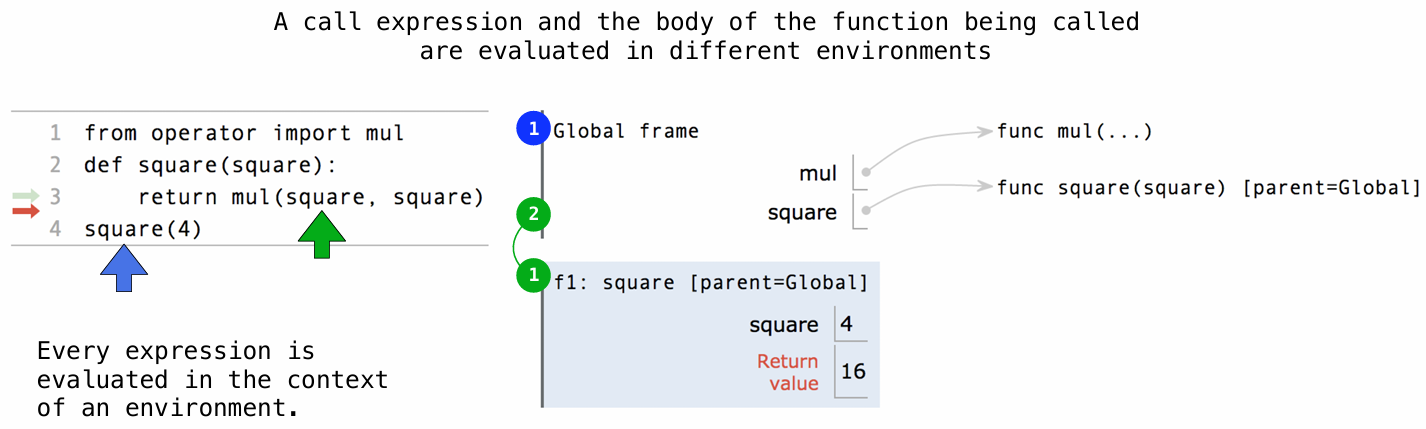 A call expression and the body of the function being called
are evaluated in different environments
1 from operator import mul
2 def square(square):
3     return mul(square, square)
4 square(4)
Every expression is
evaluated in the context
of an environment.
1 Global frame
mul
square
2
func mul(...)
func square(square) [parent=Global]
1 f1: square [parent=Global]
square 4
Return
value 16